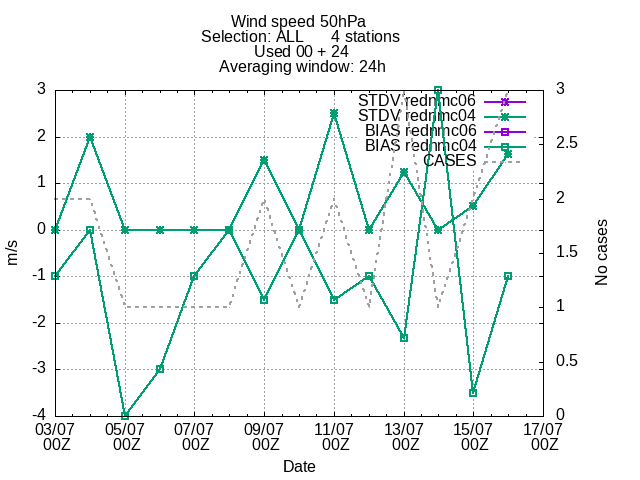 Wind speed 50hPa
Selection: ALL      4 stations
Used 00 + 24
Averaging window: 24h
STDV rednmc06
STDV rednmc04
BIAS rednmc06
BIAS rednmc04
CASES
3
2
1
0
-1
-2
-3
-4
m/s
3
2.5
2
1.5
1
0.5
0
No cases
03/07 05/07 07/07 09/07 11/07 13/07 15/07 17/07
00Z 00Z 00Z 00Z 00Z 00Z 00Z 00Z
Date